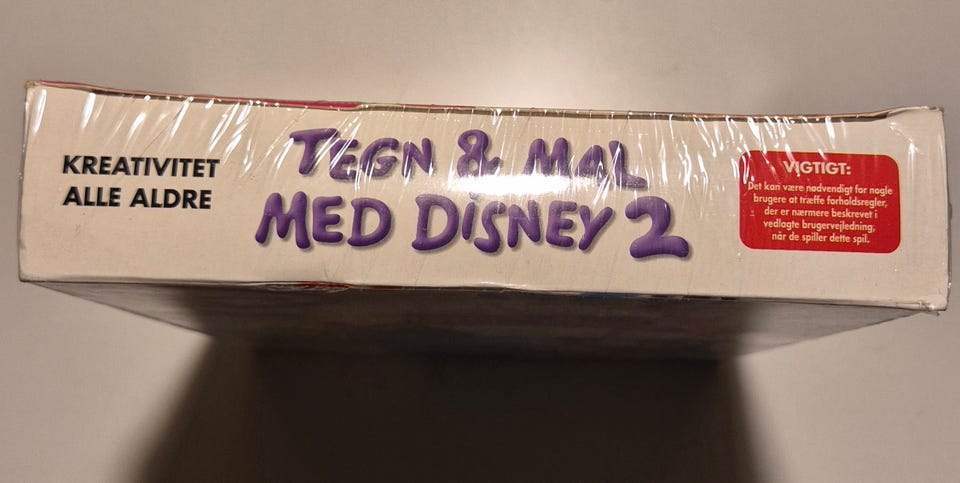 KREATIVITET
ALLE ALDRE
TEGN & MAL
MED DISNEY 2
VIGTIGT:
Det kan være nødvendigt for nogle
brugere at træffe forholdsregler,
der er nærmere beskrevet i
vedlagte brugervejledning,
når de spiller dette spil.